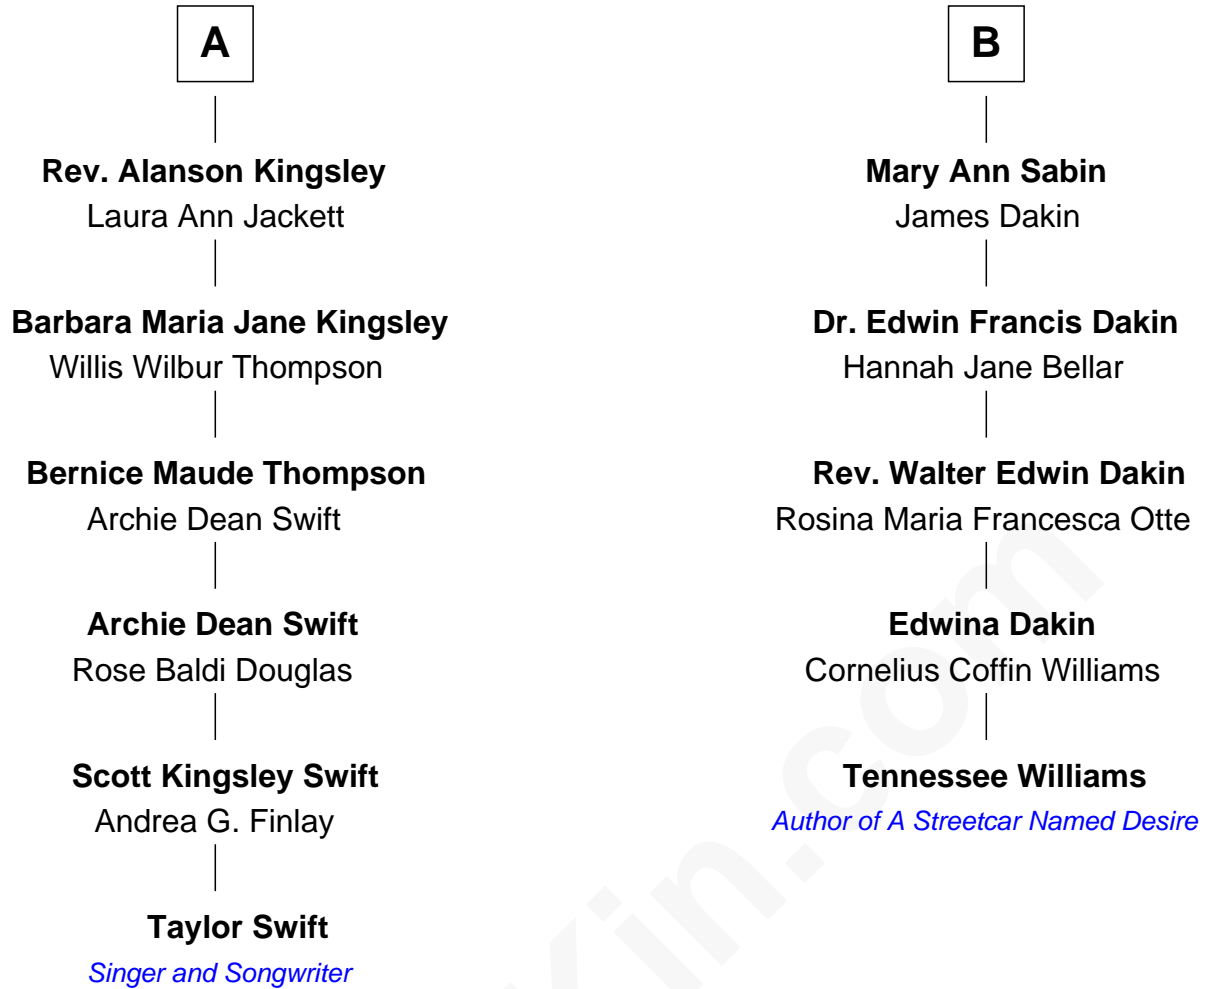 A
Rev. Alanson Kingsley
Laura Ann Jackett
Barbara Maria Jane Kingsley
Willis Wilbur Thompson
Bernice Maude Thompson
Archie Dean Swift
Archie Dean Swift
Rose Baldi Douglas
Scott Kingsley Swift
Andrea G. Finlay
Taylor Swift
Singer and Songwriter
B
Mary Ann Sabin
James Dakin
Dr. Edwin Francis Dakin
Hannah Jane Bellar
Rev. Walter Edwin Dakin
Rosina Maria Francesca Otte
Edwina Dakin
Cornelius Coffin Williams
Tennessee Williams
Author of A Streetcar Named Desire
Kin.com